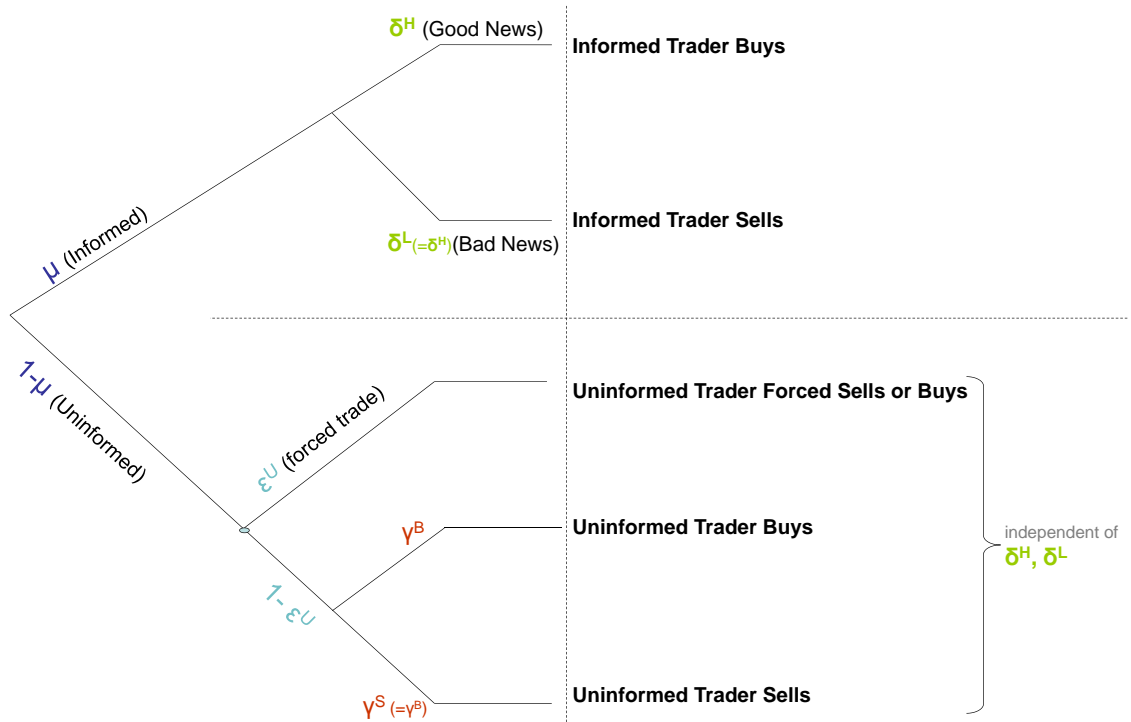 δᴴ (Good News)
Informed Trader Buys
μ (Informed)
Informed Trader Sells
δᴸ (=δᴴ) (Bad News)
1-μ (Uninformed)
Uninformed Trader Forced Sells or Buys
εᵁ (forced trade)
γᴮ
Uninformed Trader Buys
independent of
δᴴ, δᴸ
1- εᵁ
Uninformed Trader Sells
γˢ (=γᴮ)